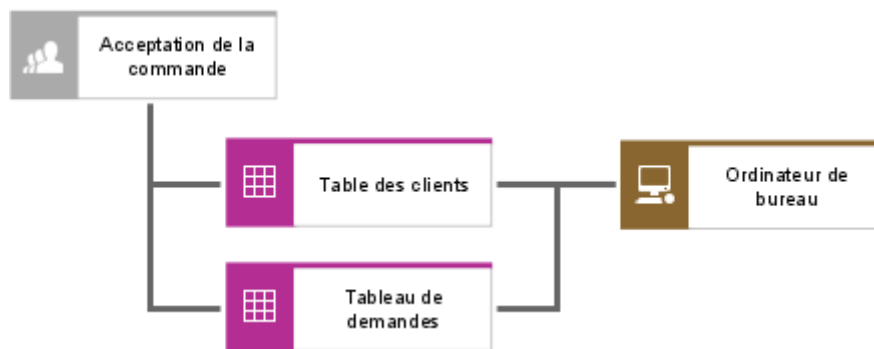 Acceptation de la
commande
Table des clients
Ordinateur de
bureau
Tableau de
demandes